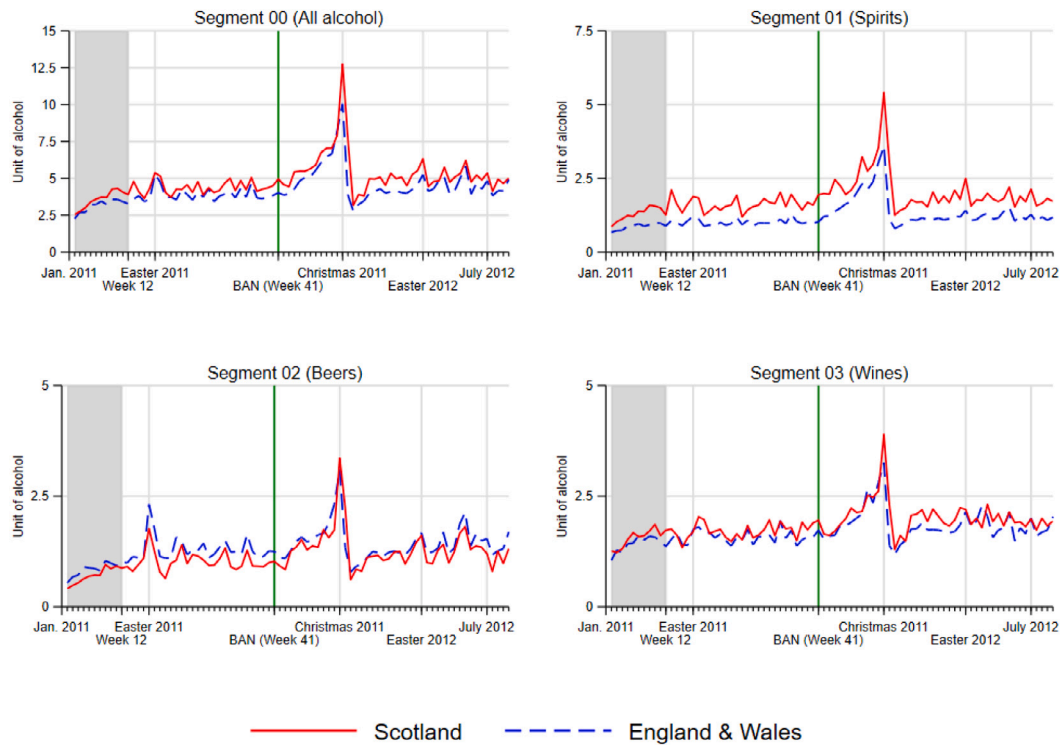 Segment 00 (All alcohol)
15
12.5
10
7.5
5
2.5
0
Unit of alcohol
Jan. 2011
Easter 2011
Christmas 2011
July 2012
Week 12
BAN (Week 41)
Easter 2012
Segment 01 (Spirits)
7.5
5
2.5
0
Unit of alcohol
Jan. 2011
Easter 2011
Christmas 2011
July 2012
Week 12
BAN (Week 41)
Easter 2012
Segment 02 (Beers)
5
2.5
0
Unit of alcohol
Jan. 2011
Easter 2011
Christmas 2011
July 2012
Week 12
BAN (Week 41)
Easter 2012
Segment 03 (Wines)
5
2.5
0
Unit of alcohol
Jan. 2011
Easter 2011
Christmas 2011
July 2012
Week 12
BAN (Week 41)
Easter 2012
Scotland
England & Wales